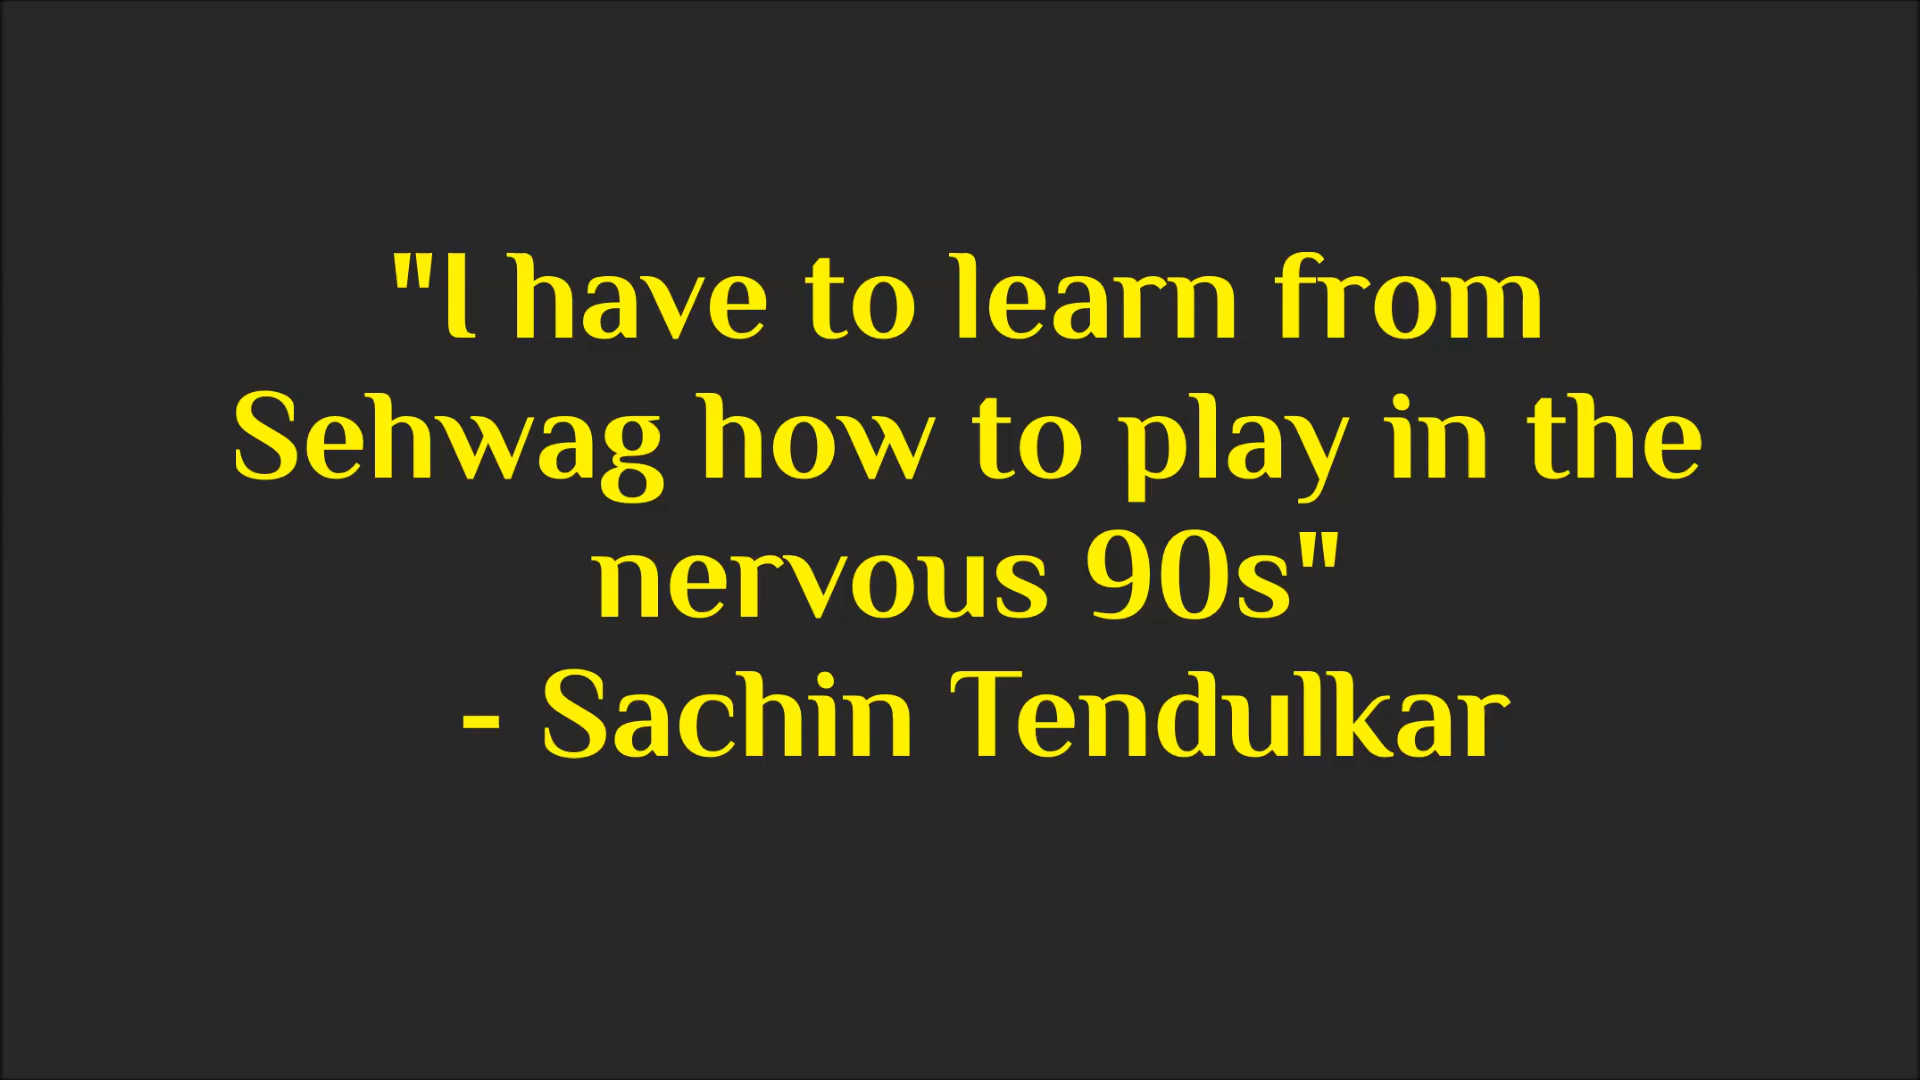 "I have to learn from
Sehwag how to play in the
nervous 90s"
- Sachin Tendulkar